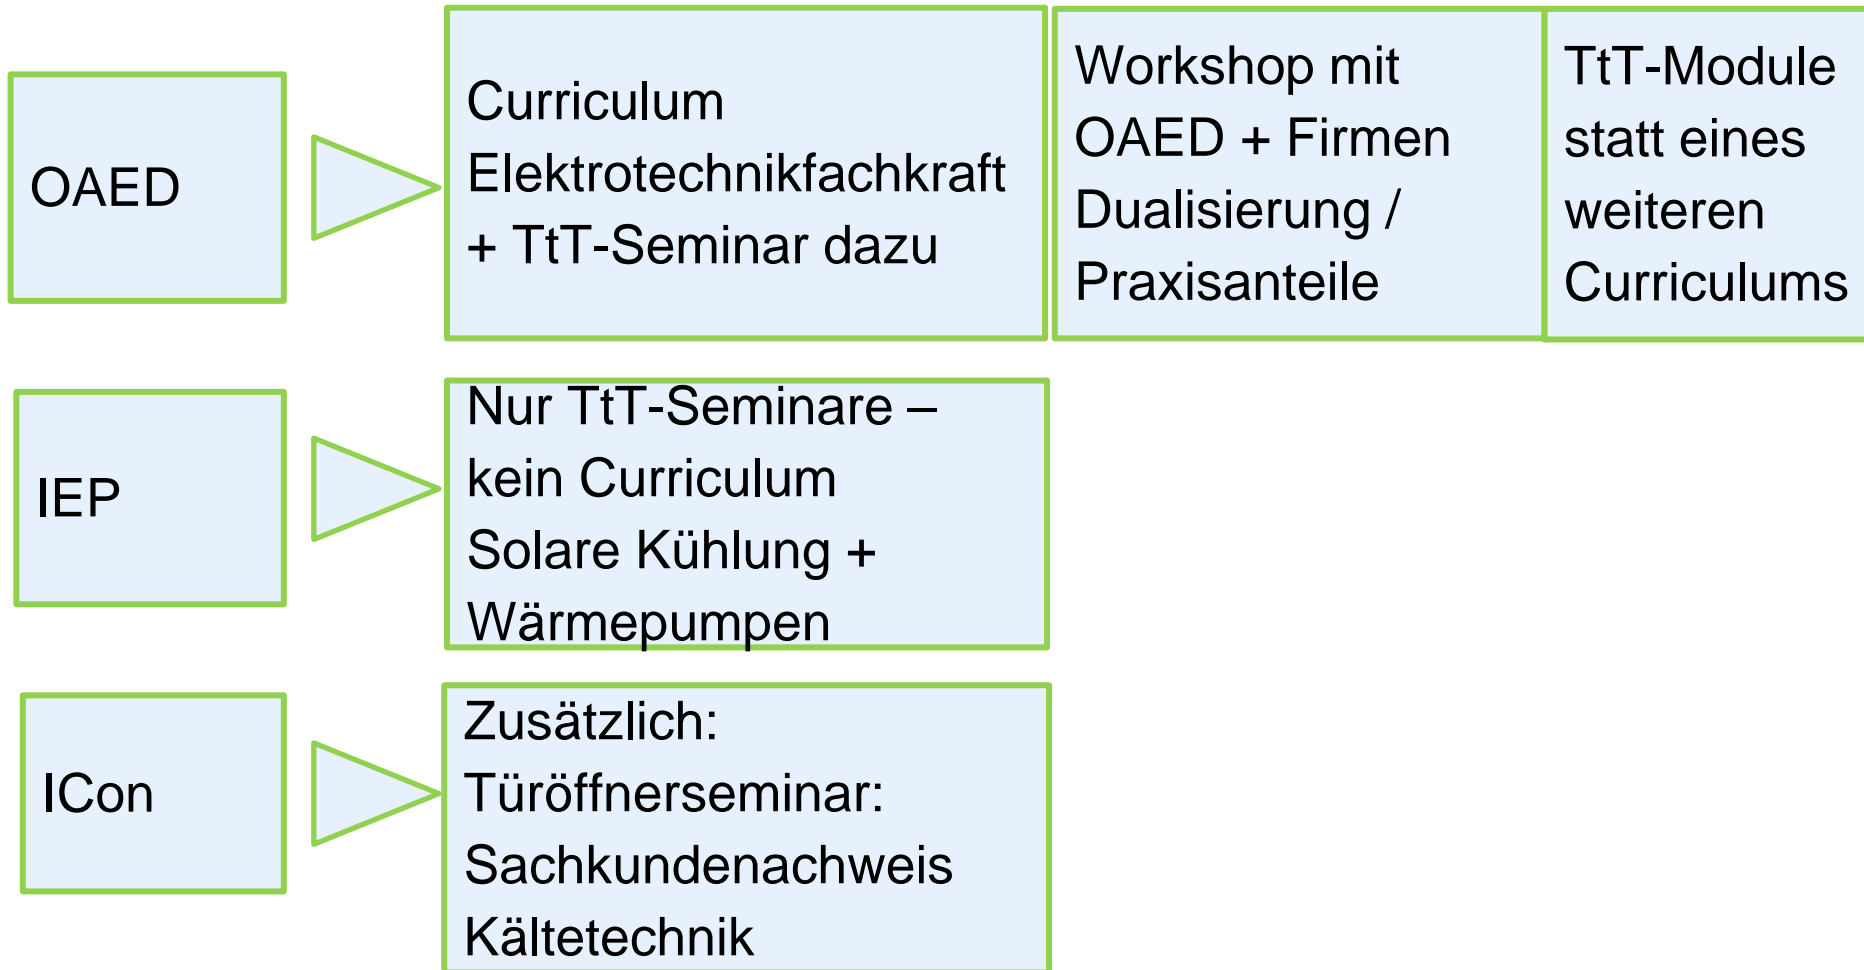 OAED
Curriculum
Elektrotechnikfachkraft
+ TtT-Seminar dazu
Workshop mit
OAED + Firmen
Dualisierung /
Praxisanteile
TtT-Module
statt eines
weiteren
Curriculums
IEP
Nur TtT-Seminare –
kein Curriculum
Solare Kühlung +
Wärmepumpen
ICon
Zusätzlich:
Türöffnerseminar:
Sachkundenachweis
Kältetechnik